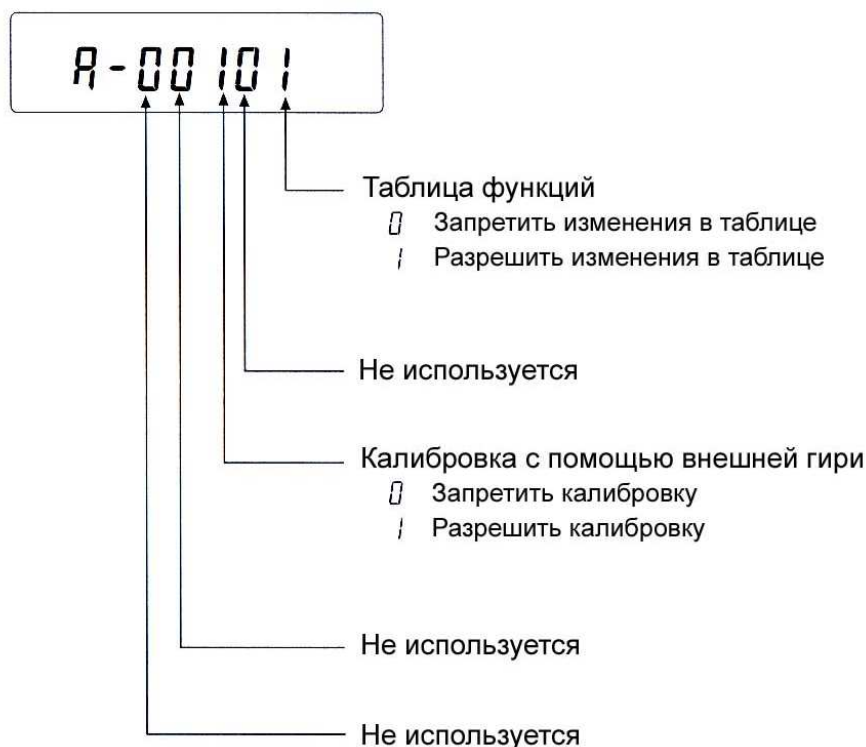 A-00101
Таблица функций
0 Запретить изменения в таблице
1 Разрешить изменения в таблице
Не используется
Калибровка с помощью внешней гири
0 Запретить калибровку
1 Разрешить калибровку
Не используется
Не используется